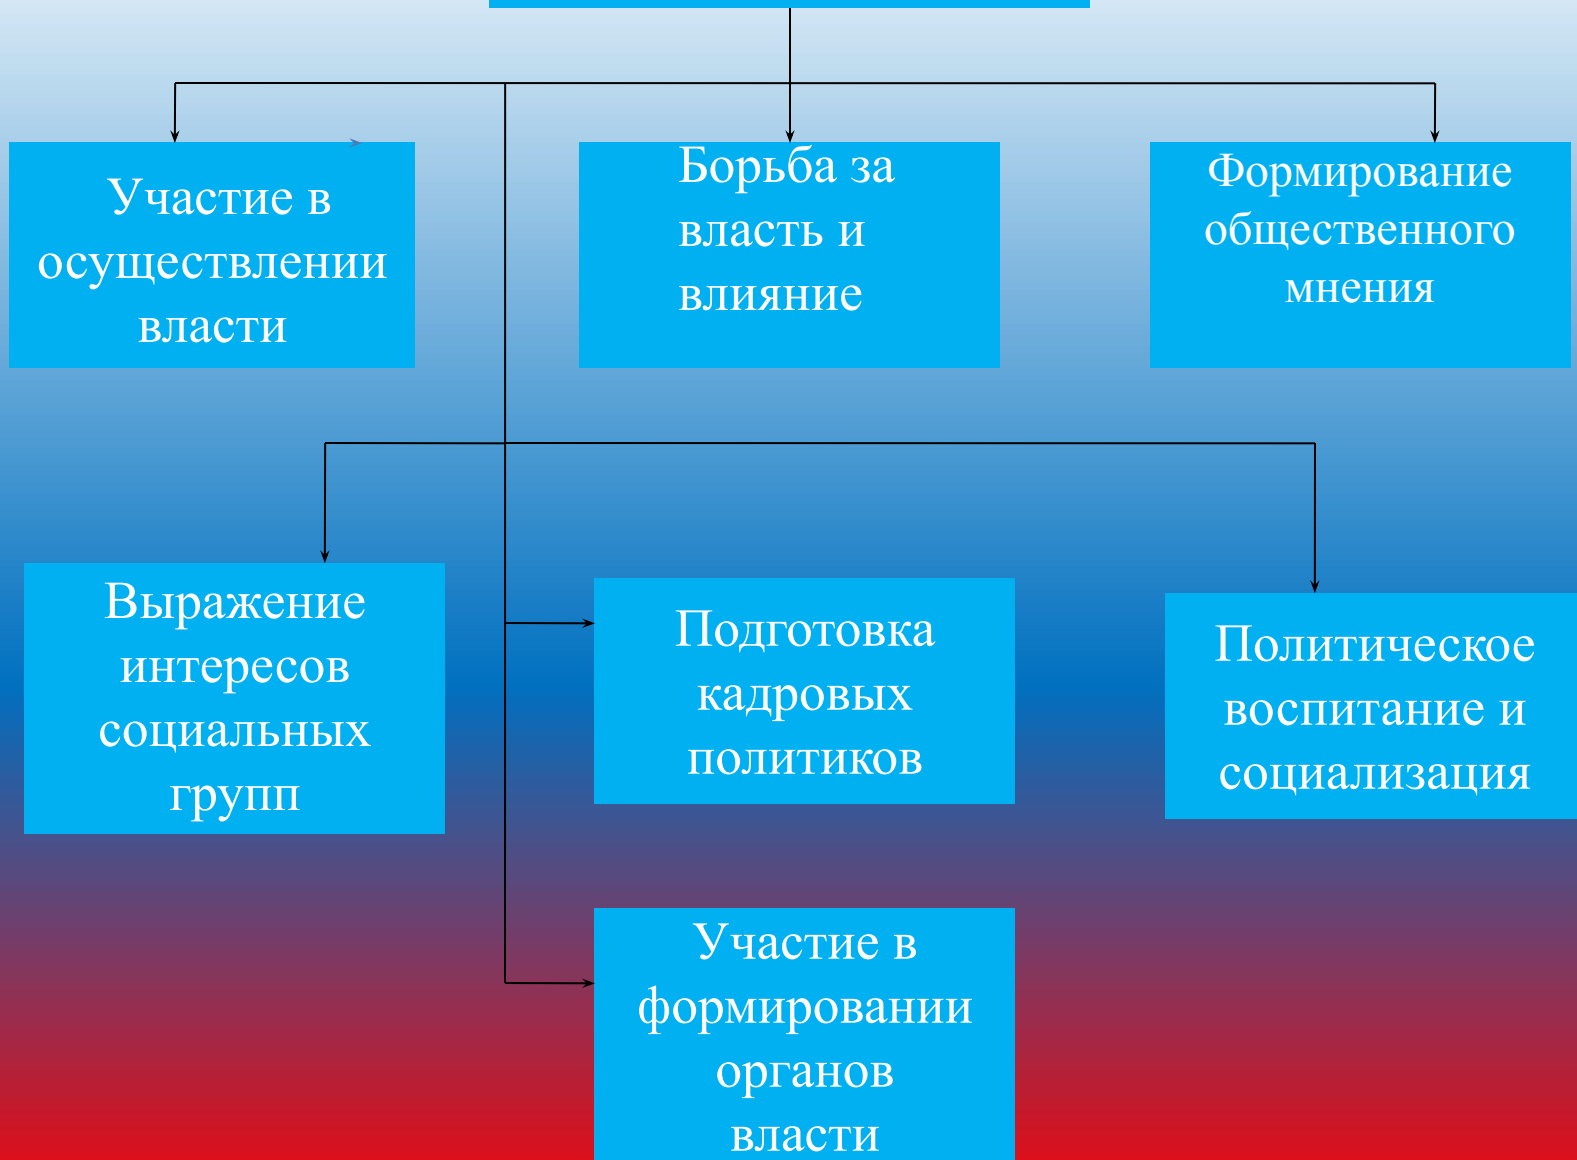 Участие в
осуществлении
власти
Борьба за
власть и
влияние
Формирование
общественного
мнения
Выражение
интересов
социальных
групп
Подготовка
кадровых
политиков
Политическое
воспитание и
социализация
Участие в
формировании
органов
власти